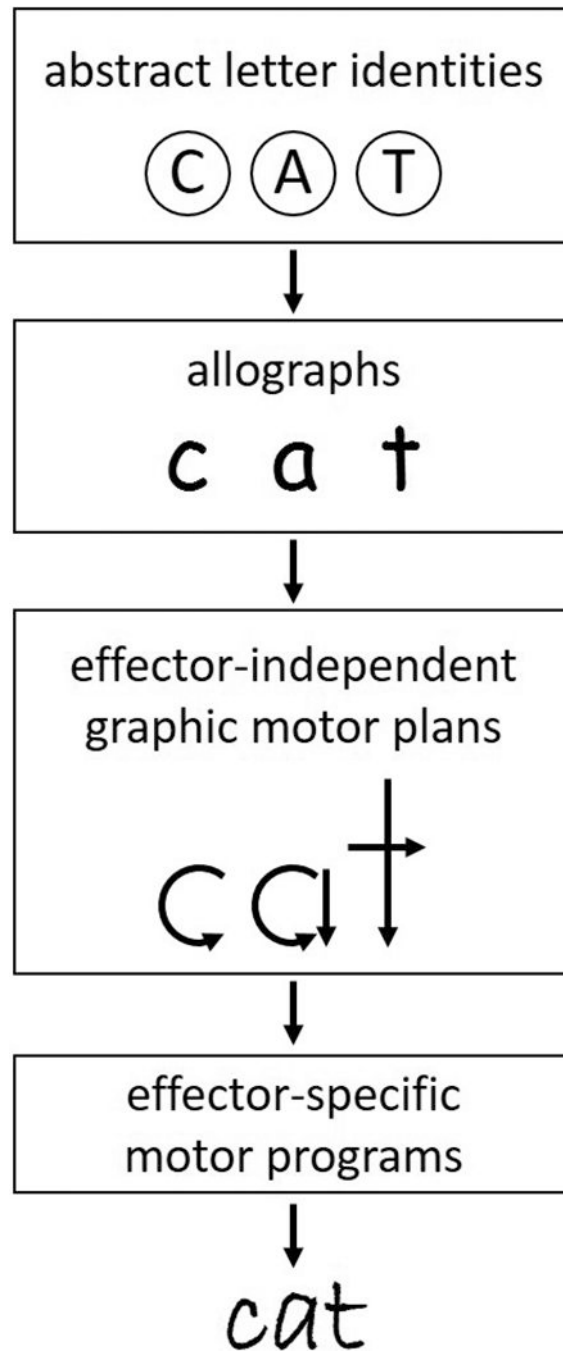 abstract letter identities
C A T
allographs
c a t
effector-independent
graphic motor plans
c a t
effector-specific
motor programs
cat